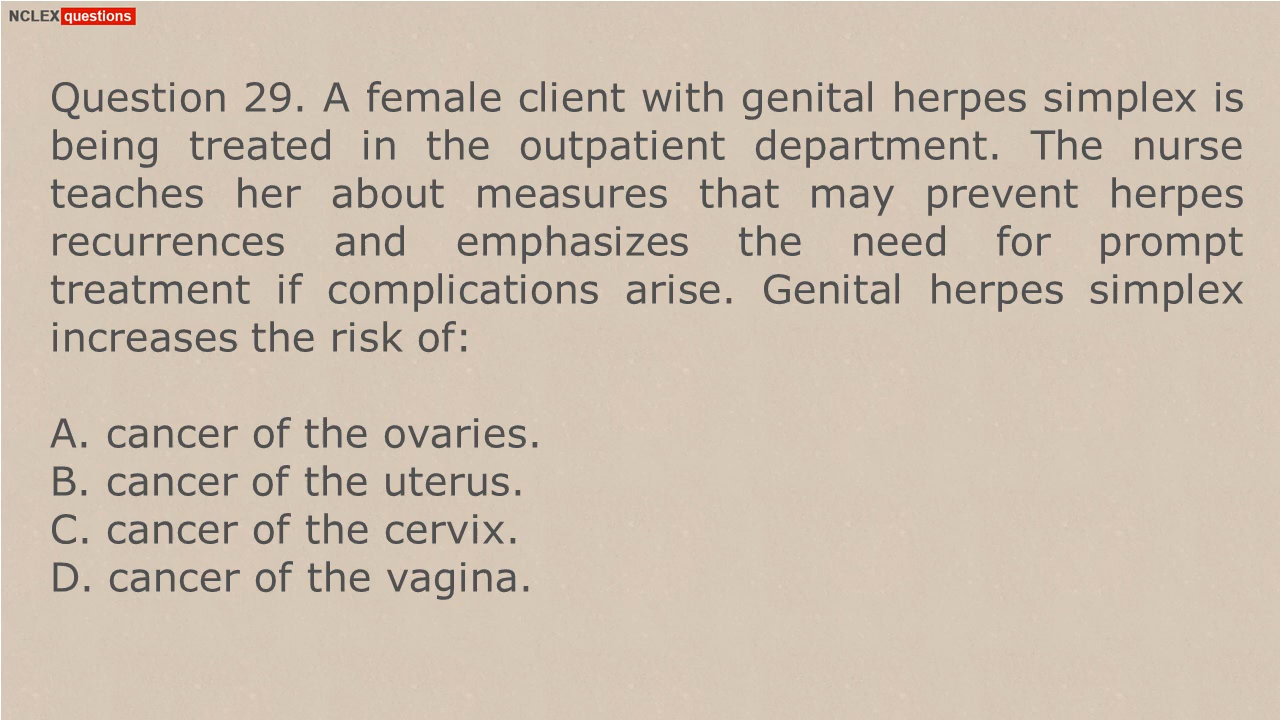 NCLEX questions
Question 29. A female client with genital herpes simplex is
being treated in the outpatient department. The nurse
teaches her about measures that may prevent herpes
recurrences and emphasizes the need for prompt
treatment if complications arise. Genital herpes simplex
increases the risk of:
A. cancer of the ovaries.
B. cancer of the uterus.
C. cancer of the cervix.
D. cancer of the vagina.